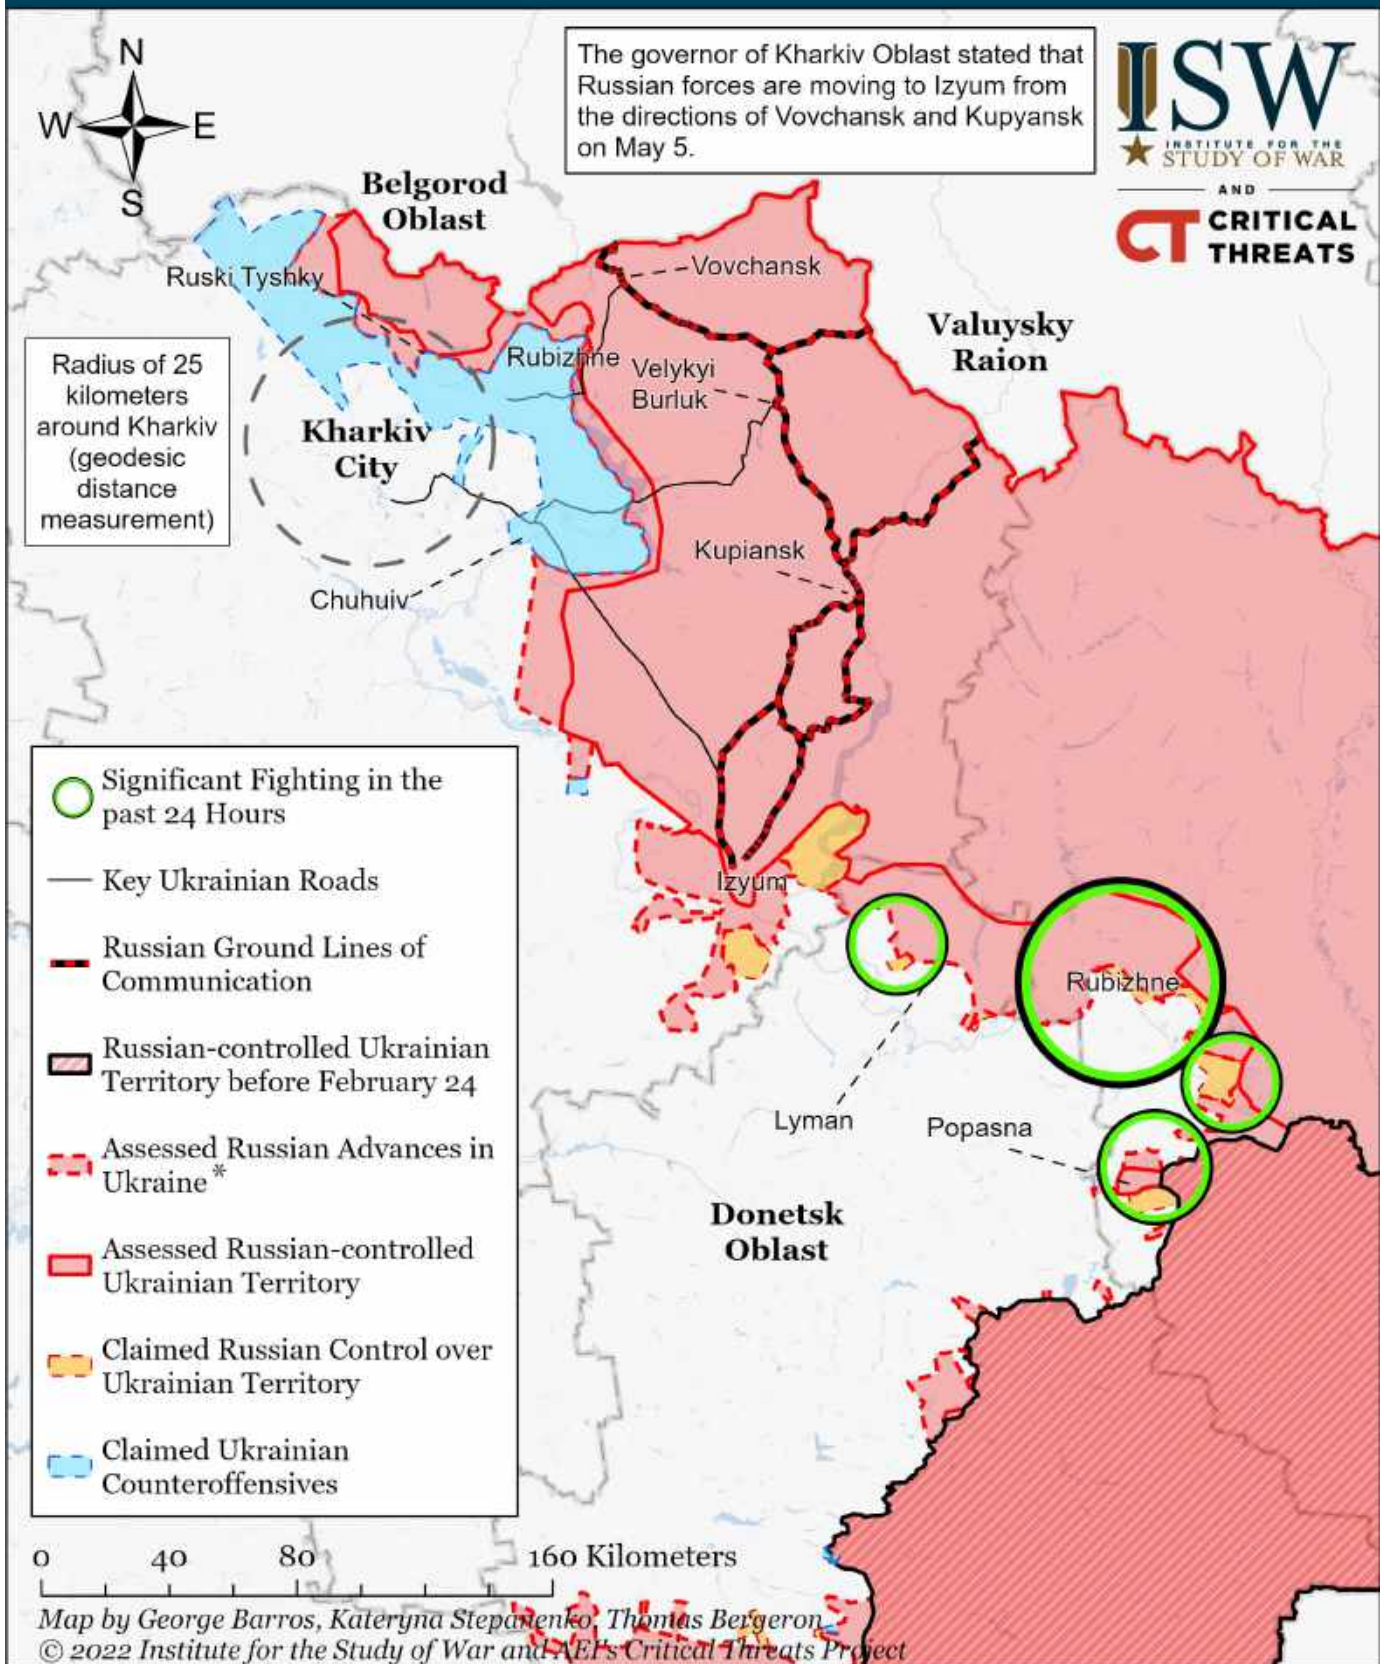 The governor of Kharkiv Oblast stated that
Russian forces are moving to Izyum from
the directions of Vovchansk and Kupyansk
on May 5.
ISW
INSTITUTE FOR THE
STUDY OF WAR
AND
CT CRITICAL
THREATS
N
W E
S
Belgorod
Oblast
Ruski Tyshky
Vovchansk
Valuysky
Raion
Radius of 25
kilometers
around Kharkiv
(geodesic
distance
measurement)
Rubizhne
Velykyi
Burluk
Kharkiv
City
Kupiansk
Chuhuiv
Izyum
Rubizhne
Lyman
Popasna
Donetsk
Oblast
Significant Fighting in the
past 24 Hours
Key Ukrainian Roads
Russian Ground Lines of
Communication
Russian-controlled Ukrainian
Territory before February 24
Assessed Russian Advances in
Ukraine*
Assessed Russian-controlled
Ukrainian Territory
Claimed Russian Control over
Ukrainian Territory
Claimed Ukrainian
Counteroffensives
0 40 80 160 Kilometers
Map by George Barros, Kateryna Stepanenko, Thomas Bergeron
© 2022 Institute for the Study of War and AEI's Critical Threats Project